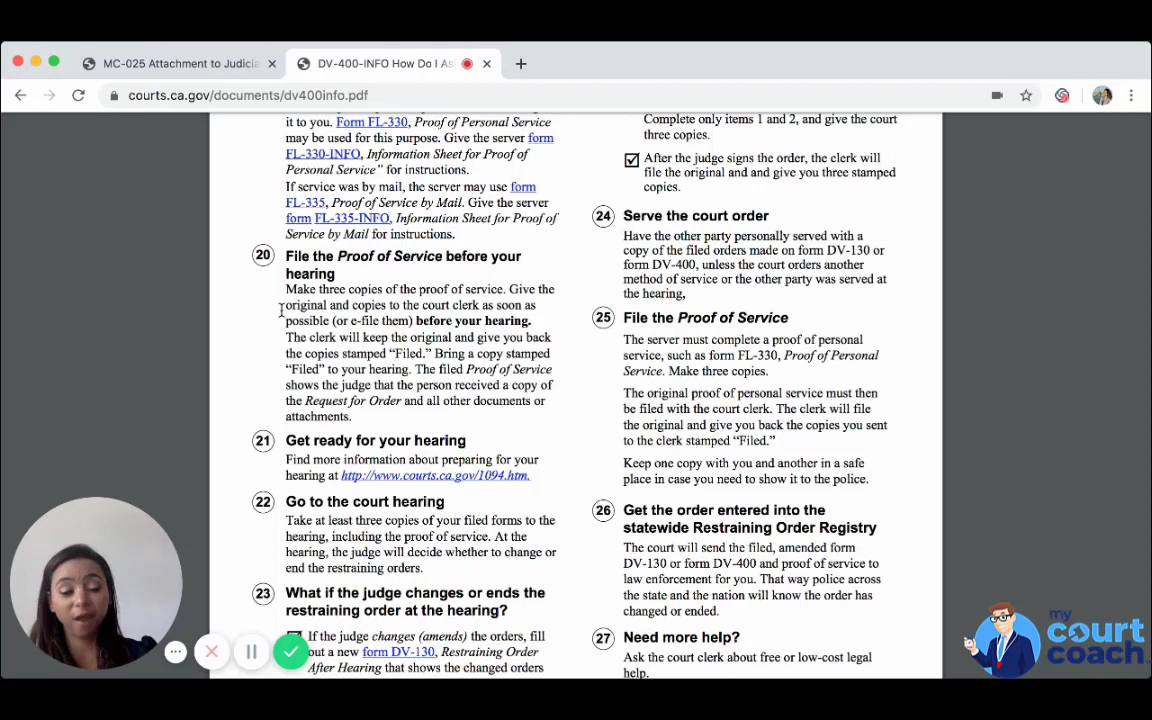 MC-025 Attachment to Judicia
DV-400-INFO How Do I As
courts.ca.gov/documents/dv400info.pdf
it to you. Form FL-330, Proof of Personal Service
may be used for this purpose. Give the server form
FL-330-INFO, Information Sheet for Proof of
Personal Service" for instructions.
If service was by mail, the server may use form
FL-335, Proof of Service by Mail. Give the server
form FL-335-INFO, Information Sheet for Proof of
Service by Mail for instructions.
20 File the Proof of Service before your
hearing
Make three copies of the proof of service. Give the
original and copies to the court clerk as soon as
possible (or e-file them) before your hearing.
The clerk will keep the original and give you back
the copies stamped “Filed.” Bring a copy stamped
“Filed” to your hearing. The filed Proof of Service
shows the judge that the person received a copy of
the Request for Order and all other documents or
attachments.
21 Get ready for your hearing
Find more information about preparing for your
hearing at http://www.courts.ca.gov/1094.htm.
22 Go to the court hearing
Take at least three copies of your filed forms to the
hearing, including the proof of service. At the
hearing, the judge will decide whether to change or
end the restraining orders.
23 What if the judge changes or ends the
restraining order at the hearing?
If the judge changes (amends) the orders, fill
out a new form DV-130, Restraining Order
After Hearing that shows the changed orders
Complete only items 1 and 2, and give the court
three copies.
After the judge signs the order, the clerk will
file the original and and give you three stamped
copies.
24 Serve the court order
Have the other party personally served with a
copy of the filed orders made on form DV-130 or
form DV-400, unless the court orders another
method of service or the other party was served at
the hearing,
25 File the Proof of Service
The server must complete a proof of personal
service, such as form FL-330, Proof of Personal
Service. Make three copies.
The original proof of personal service must then
be filed with the court clerk. The clerk will file
the original and give you back the copies you sent
to the clerk stamped “Filed.”
Keep one copy with you and another in a safe
place in case you need to show it to the police.
26 Get the order entered into the
statewide Restraining Order Registry
The court will send the filed, amended form
DV-130 or form DV-400 and proof of service to
law enforcement for you. That way police across
the state and the nation will know the order has
changed or ended.
27 Need more help?
Ask the court clerk about free or low-cost legal
help.
my
court
coach